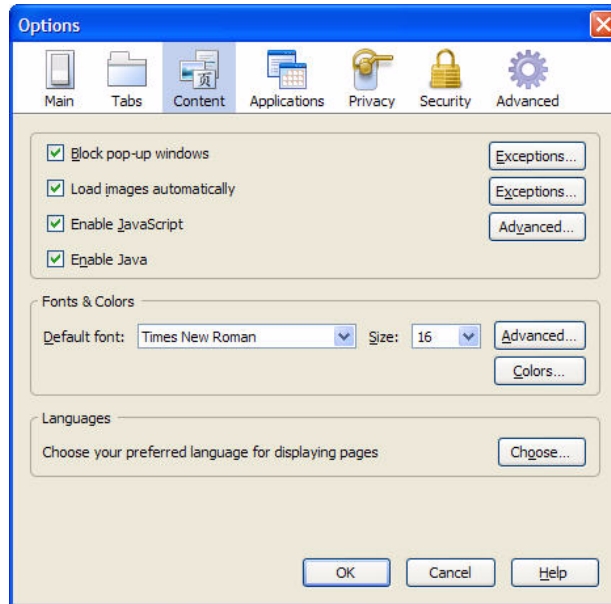 Options
Main Tabs Content Applications Privacy Security Advanced
页
Block pop-up windows Exceptions...
Load images automatically Exceptions...
Enable JavaScript Advanced...
Enable Java
Fonts & Colors
Default font: Times New Roman Size: 16 Advanced...
Colors...
Languages
Choose your preferred language for displaying pages Choose...
OK Cancel Help